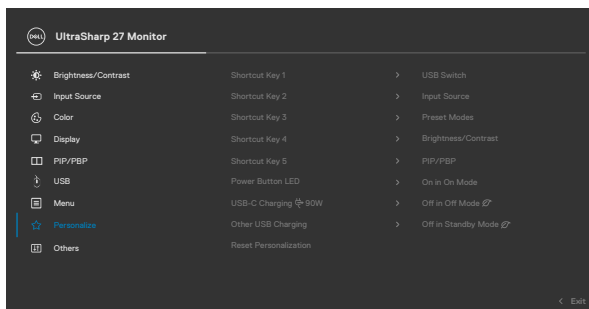 DELL UltraSharp 27 Monitor
Brightness/Contrast Shortcut Key 1 > USB Switch
Input Source Shortcut Key 2 > Input Source
Color Shortcut Key 3 > Preset Modes
Display Shortcut Key 4 > Brightness/Contrast
PIP/PBP Shortcut Key 5 > PIP/PBP
USB Power Button LED > On in On Mode
Menu USB-C Charging 90W > Off in Off Mode
Personalize Other USB Charging > Off in Standby Mode
Others Reset Personalization
< Exit